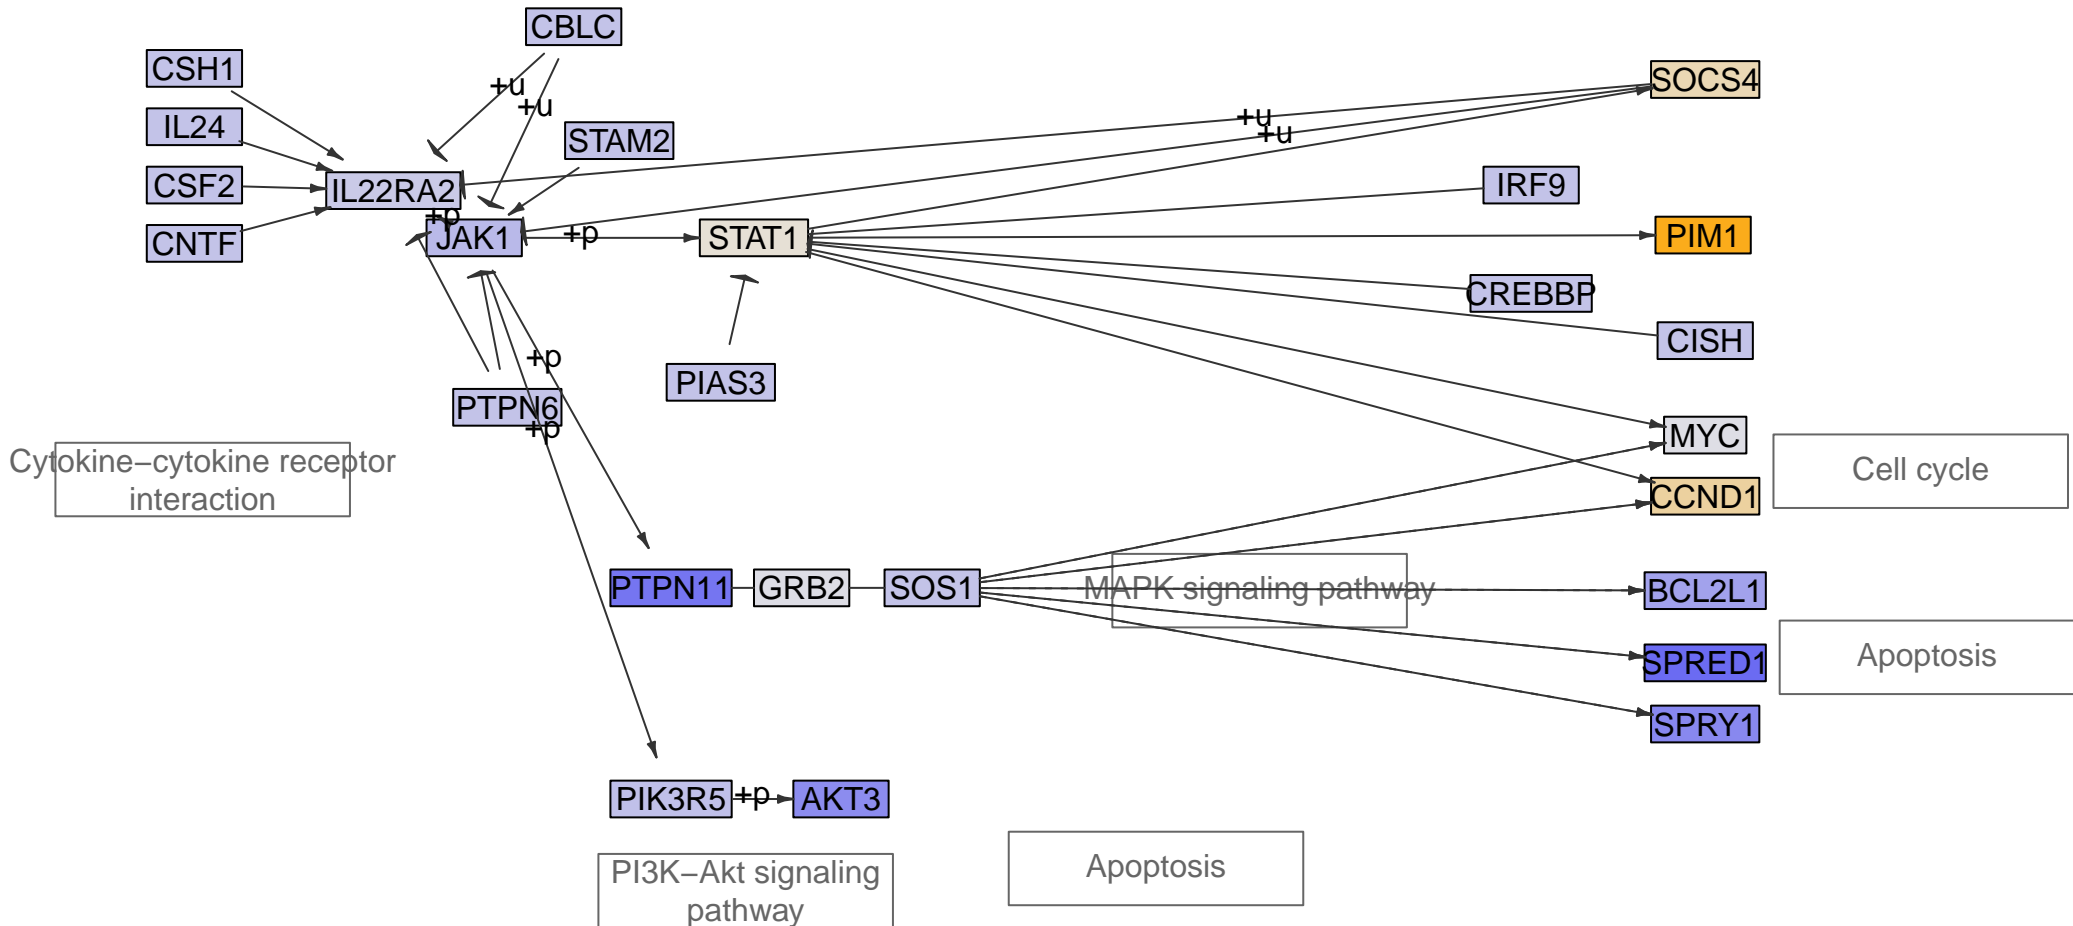 CBLC
CSH1
SOCS4
+u
+u
+u
IL24
+u
STAM2
CSF2
IL22RA2
IRF9
+p
CNTF
JAK1
+p
STAT1
PIM1
CREBBP
CISH
+p
PIAS3
PTPN6
+p
MYC
Cytokine−cytokine receptor
interaction
Cell cycle
CCND1
PTPN11
GRB2
SOS1
MAPK signaling pathway
BCL2L1
SPRED1
Apoptosis
SPRY1
PIK3R5
+p
AKT3
PI3K−Akt signaling
pathway
Apoptosis